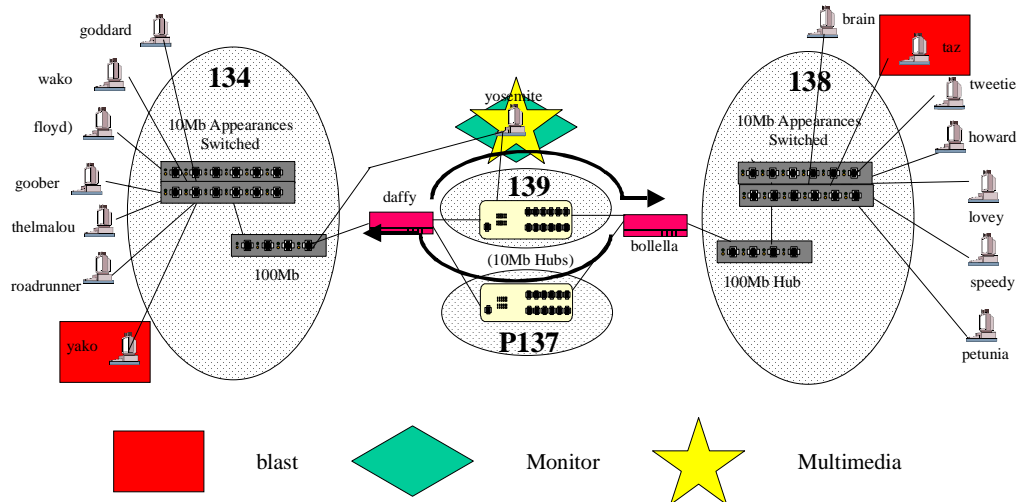 goddard
brain
134
138
taz
wako
yosemite
tweetie
floyd)
10Mb Appearances
Switched
10Mb Appearances
Switched
howard
goober
139
daffy
lovey
thelmalou
bollella
(10Mb Hubs)
100Mb
100Mb Hub
speedy
roadrunner
P137
yako
petunia
blast
Monitor
Multimedia